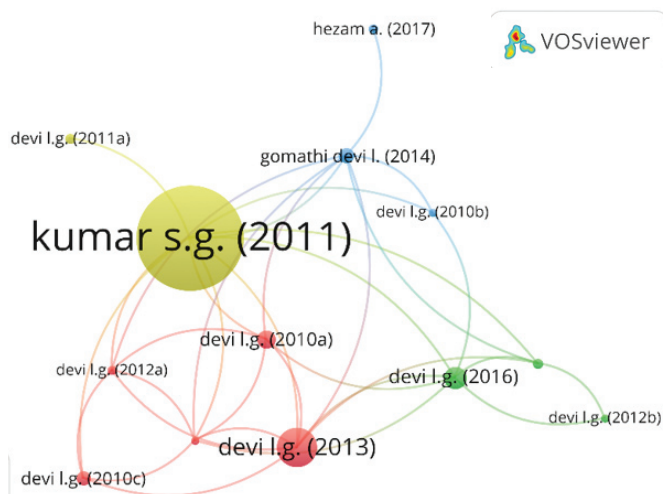 hezam a. (2017)
VOSviewer
devi l.g. (2011a)
gomathi devi l. (2014)
devi l.g. (2010b)
kumar s.g. (2011)
devi l.g. (2010a)
devi l.g. (2012a)
devi l.g. (2016)
devi l.g. (2012b)
devi l.g. (2013)
devi l.g. (2010c)